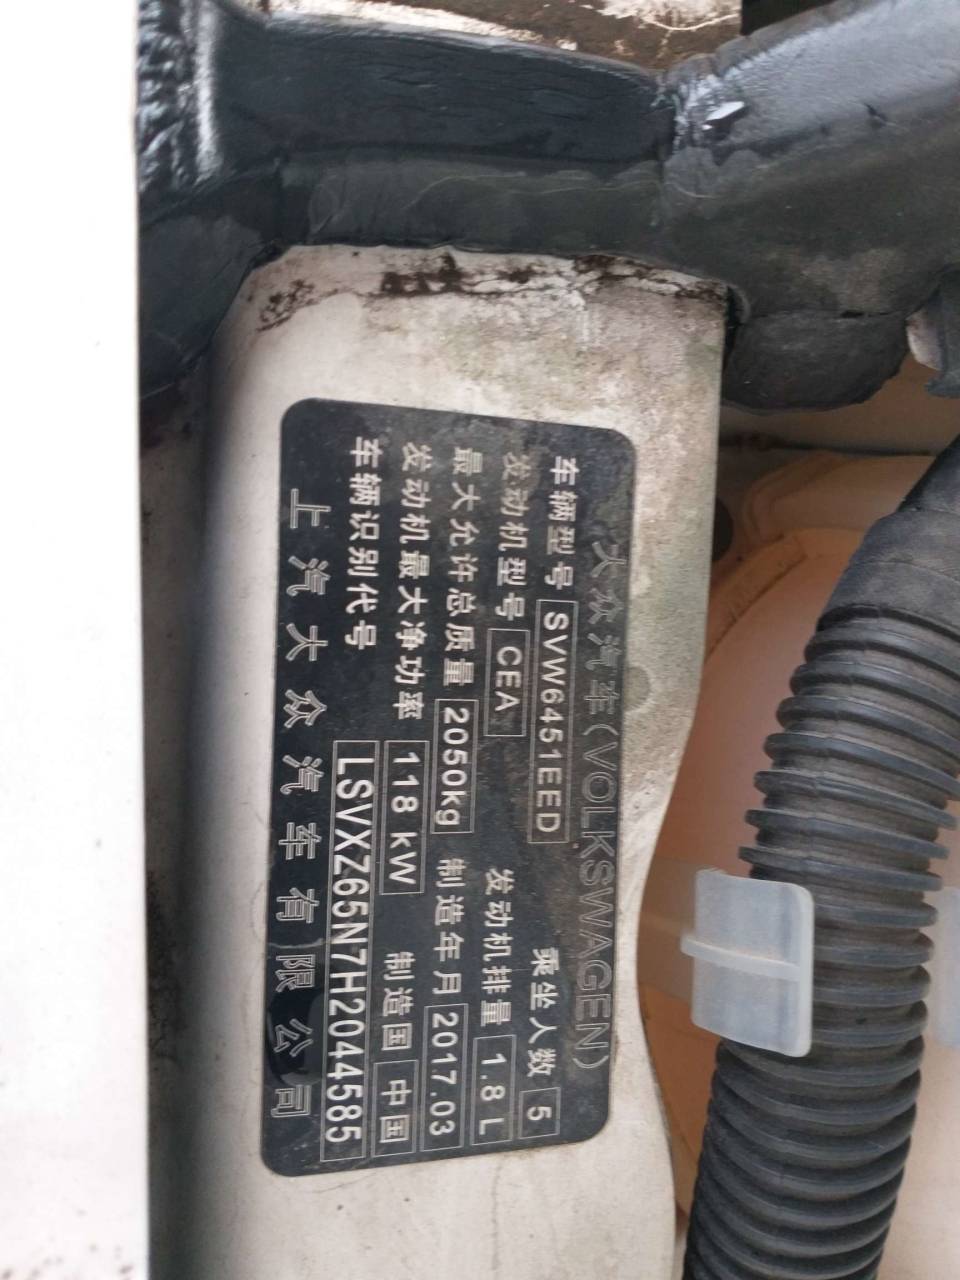 大众汽车(VOLKSWAGEN)
车辆型号 SVW6451EED 乘坐人数 5
发动机型号 CEA 发动机排量 1.8L
最大允许总质量 2050kg 制造年月 2017.03
发动机最大净功率 118kW 制造国 中国
车辆识别代号 LSVXZ65N7H2044585
上汽大众汽车有限公司